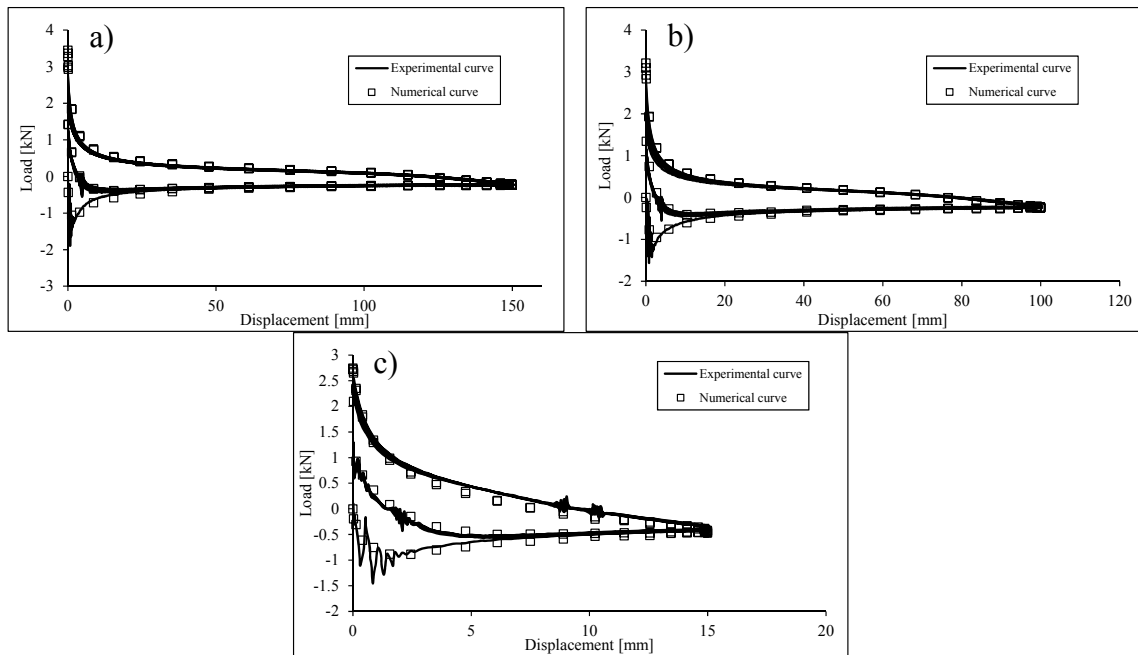 a)
4
3
2
1
0
-1
-2
-3
Load [kN]
0
50
100
150
Displacement [mm]
Experimental curve
Numerical curve
b)
4
3
2
1
0
-1
-2
Load [kN]
0
20
40
60
80
100
120
Displacement [mm]
Experimental curve
Numerical curve
c)
3
2.5
2
1.5
1
0.5
0
-0.5
-1
-1.5
-2
Load [kN]
0
5
10
15
20
Displacement [mm]
Experimental curve
Numerical curve